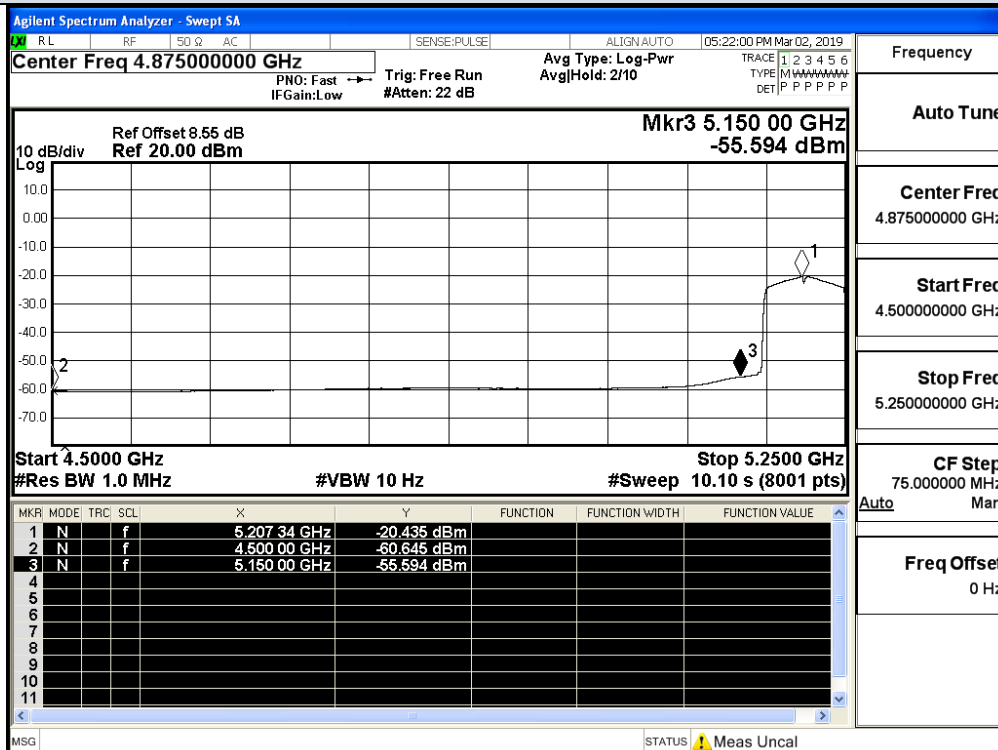 Agilent Spectrum Analyzer - Swept SA
LXI RL RF 50 Ω AC SENSE:PULSE ALIGN AUTO 05:22:00 PM Mar 02, 2019
Center Freq 4.875000000 GHz
PNO: Fast
IFGain:Low
Trig: Free Run
#Atten: 22 dB
Avg Type: Log-Pwr
Avg|Hold: 2/10
TRACE 1 2 3 4 5 6
TYPE M W W W W W
DET P P P P P P
Ref Offset 8.55 dB
10 dB/div Ref 20.00 dBm
Log
Mkr3 5.150 00 GHz
-55.594 dBm
10.0
0.00
-10.0
-20.0
-30.0
-40.0
-50.0
-60.0
-70.0
1
2
3
Start 4.5000 GHz Stop 5.2500 GHz
#Res BW 1.0 MHz #VBW 10 Hz #Sweep 10.10 s (8001 pts)
MKR MODE TRC SCL X Y FUNCTION FUNCTION WIDTH FUNCTION VALUE
1 N f 5.207 34 GHz -20.435 dBm
2 N f 4.500 00 GHz -60.645 dBm
3 N f 5.150 00 GHz -55.594 dBm
4
5
6
7
8
9
10
11
MSG STATUS Meas Uncal
Frequency
Auto Tune
Center Freq
4.875000000 GHz
Start Freq
4.500000000 GHz
Stop Freq
5.250000000 GHz
CF Step
75.000000 MHz
Auto Man
Freq Offset
0 Hz